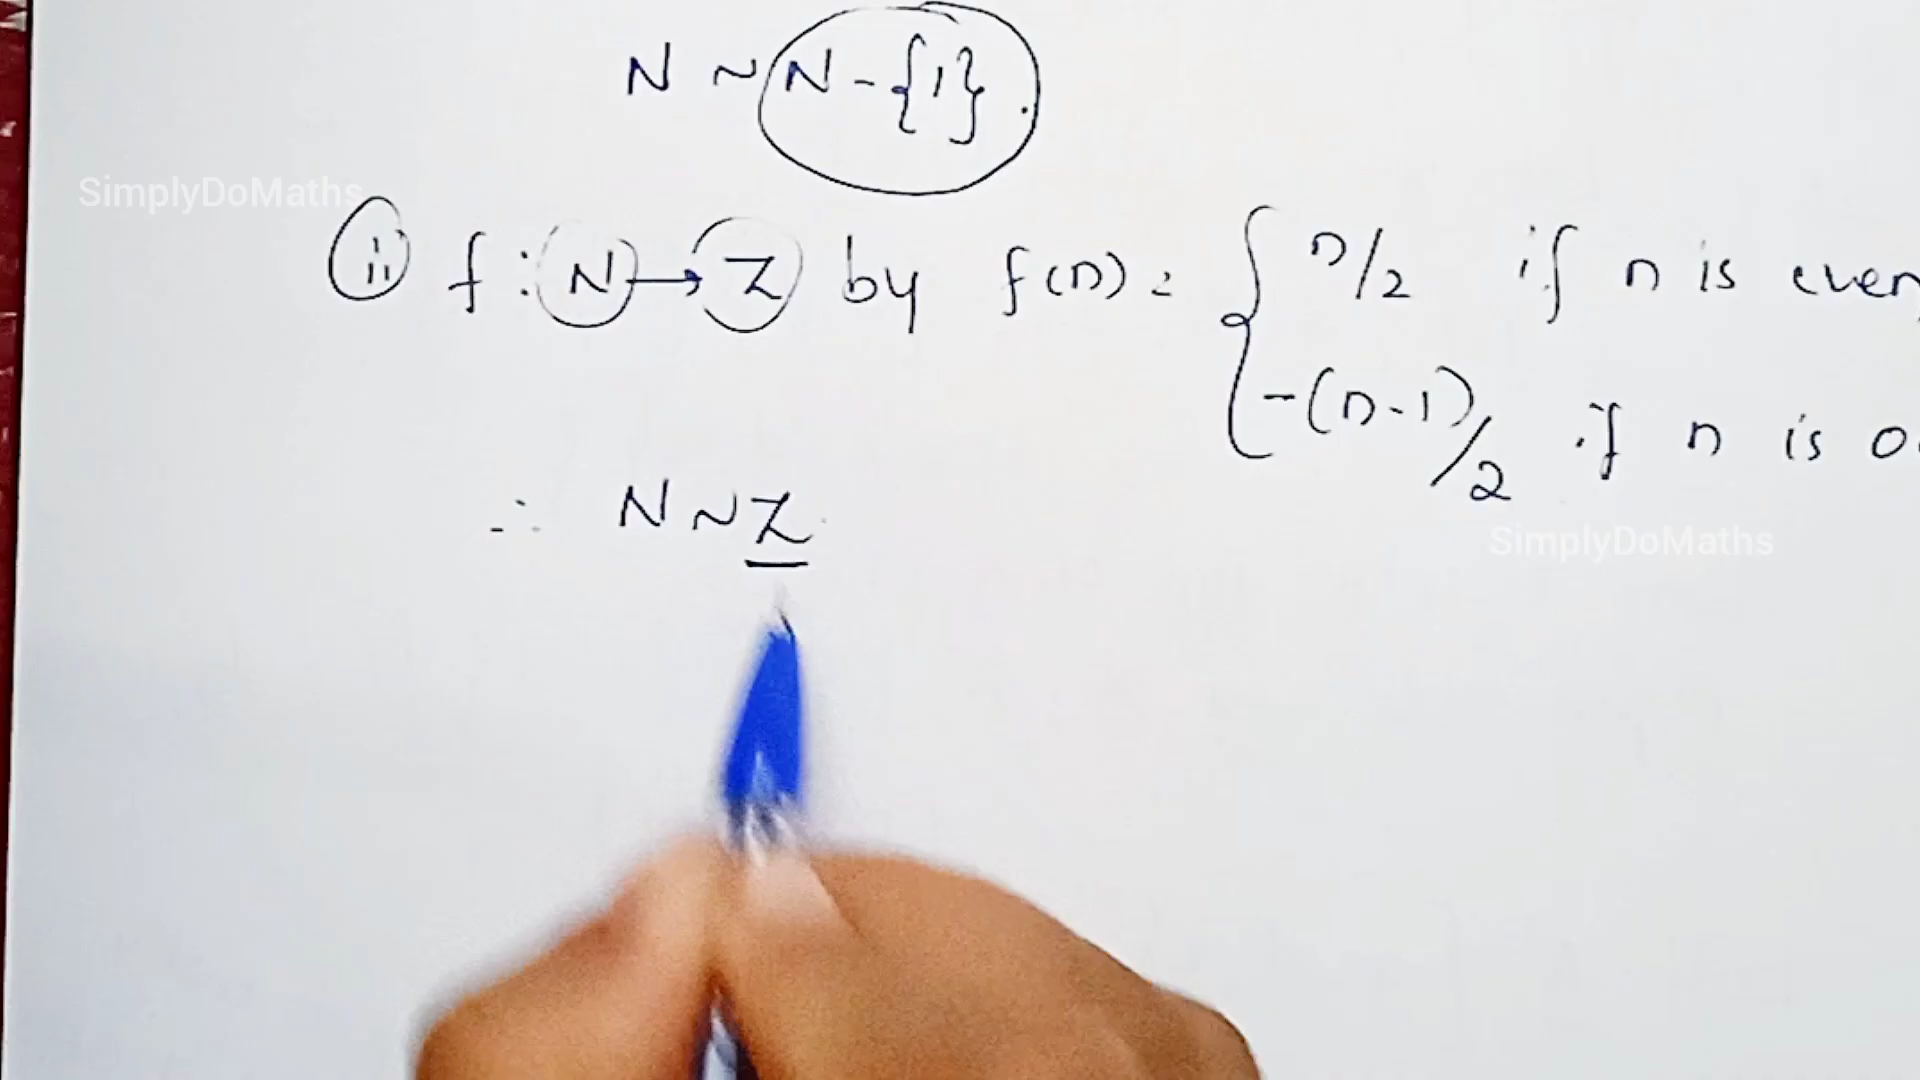 N ~ N - {1}.
SimplyDoMaths
ii f : N → Z by f(n) = { n/2 if n is even
-(n-1)/2 if n is
∴ N ~ Z
SimplyDoMaths